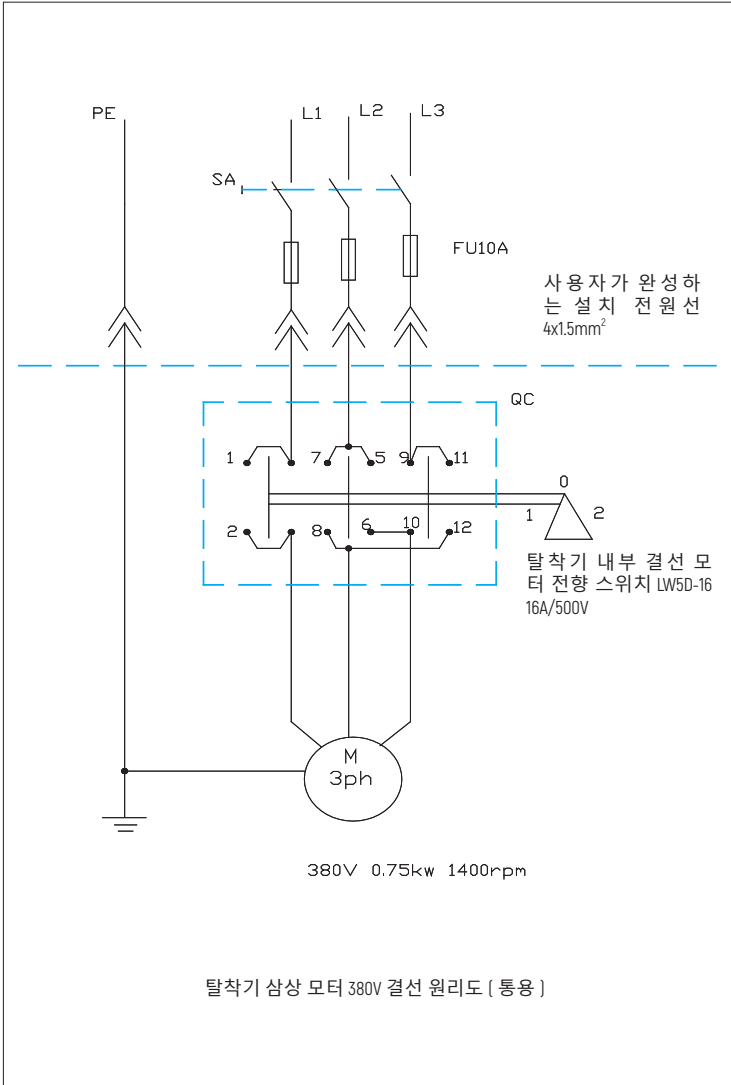 PE
L1
L2
L3
SA
FU10A
사용자가 완성하
는 설치 전원선
4x1.5mm²
QC
1
7
5
9
11
0
1
2
2
8
6
10
12
탈착기 내부 결선 모
터 전향 스위치 LW5D-16
16A/500V
M
3ph
380V 0.75kw 1400rpm
탈착기 삼상 모터 380V 결선 원리도 [ 통용 ]